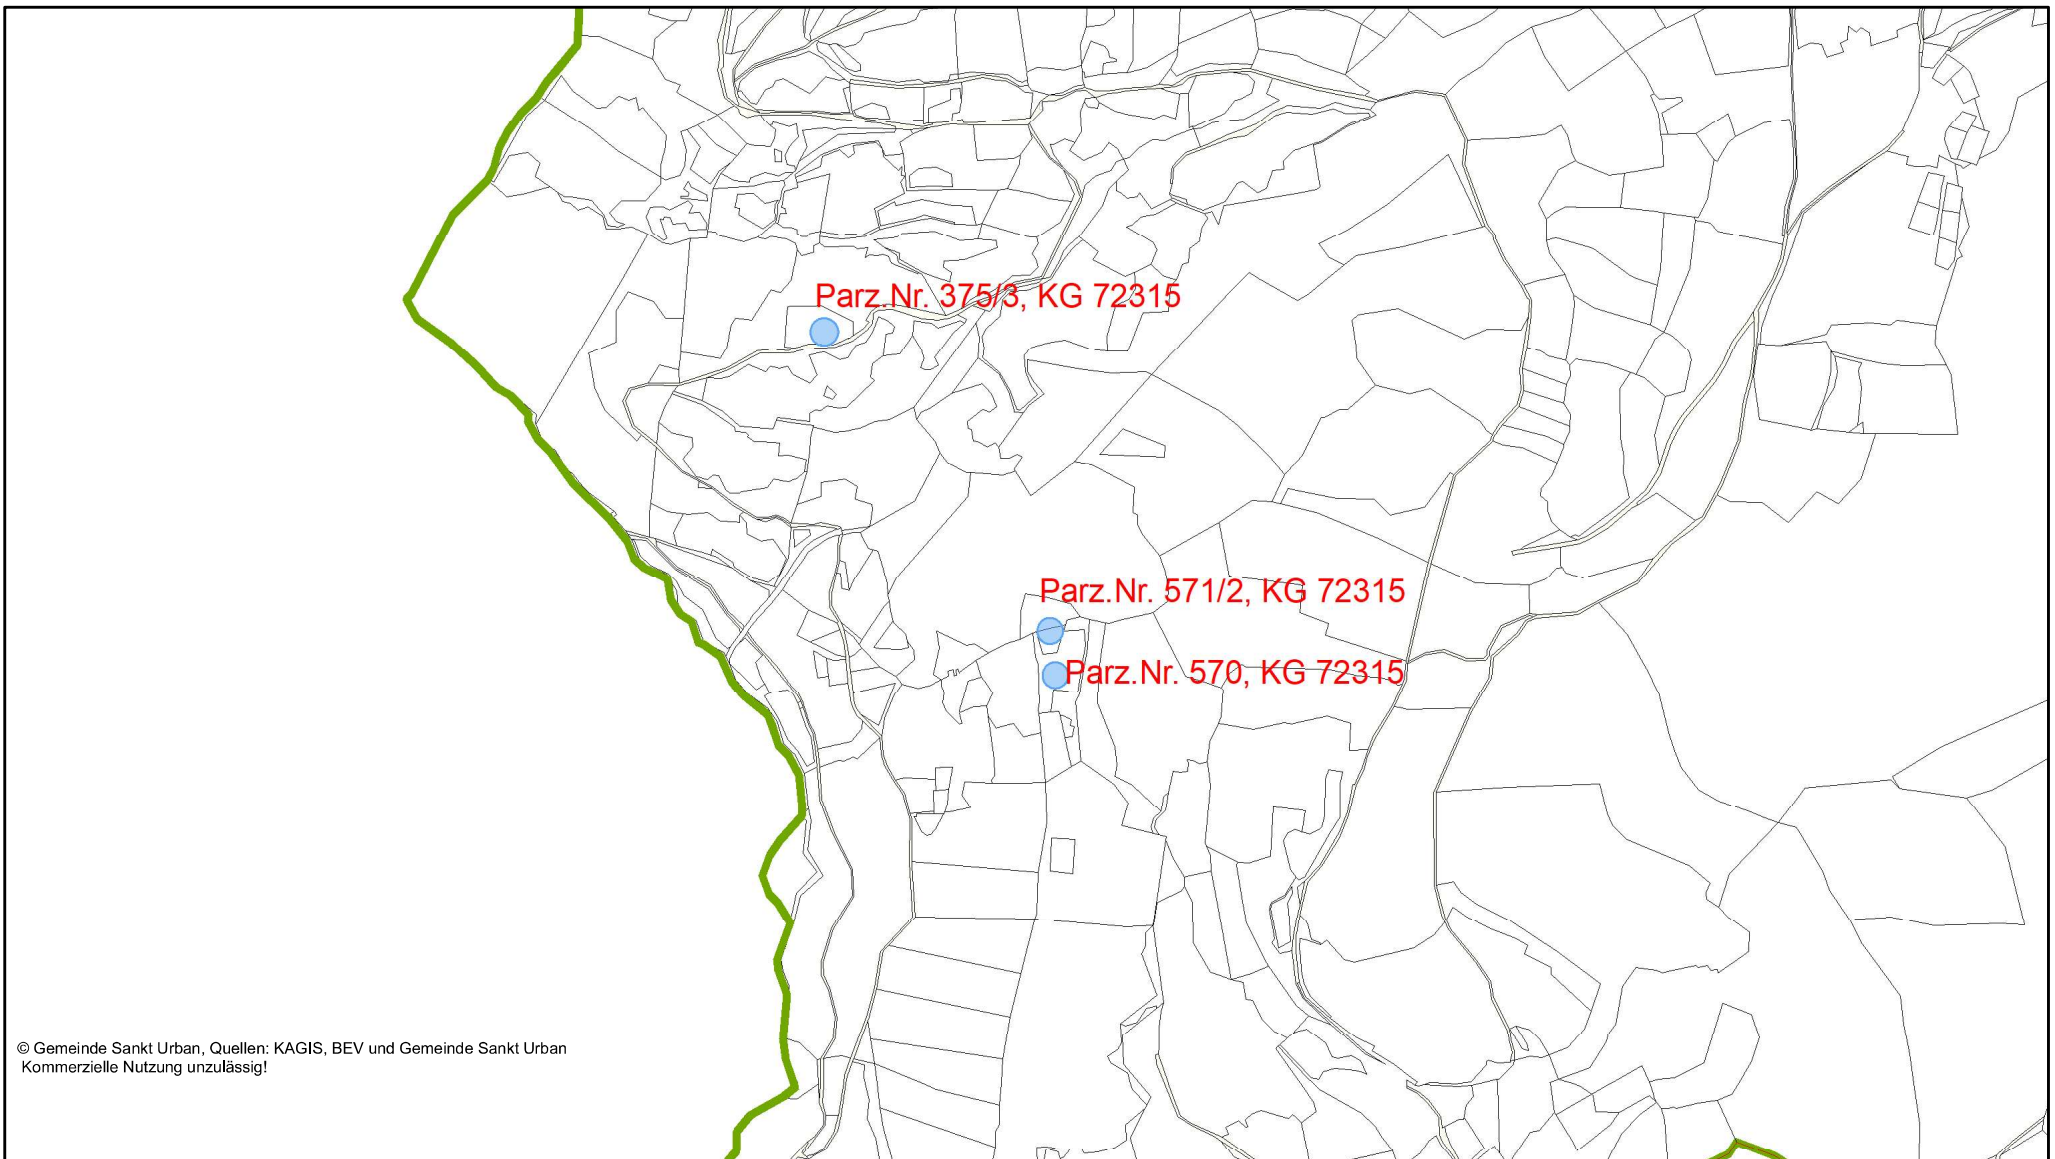 Parz.Nr. 375/3, KG 72315
Parz.Nr. 571/2, KG 72315
Parz.Nr. 570, KG 72315
© Gemeinde Sankt Urban, Quellen: KAGIS, BEV und Gemeinde Sankt Urban
Kommerzielle Nutzung unzulässig!